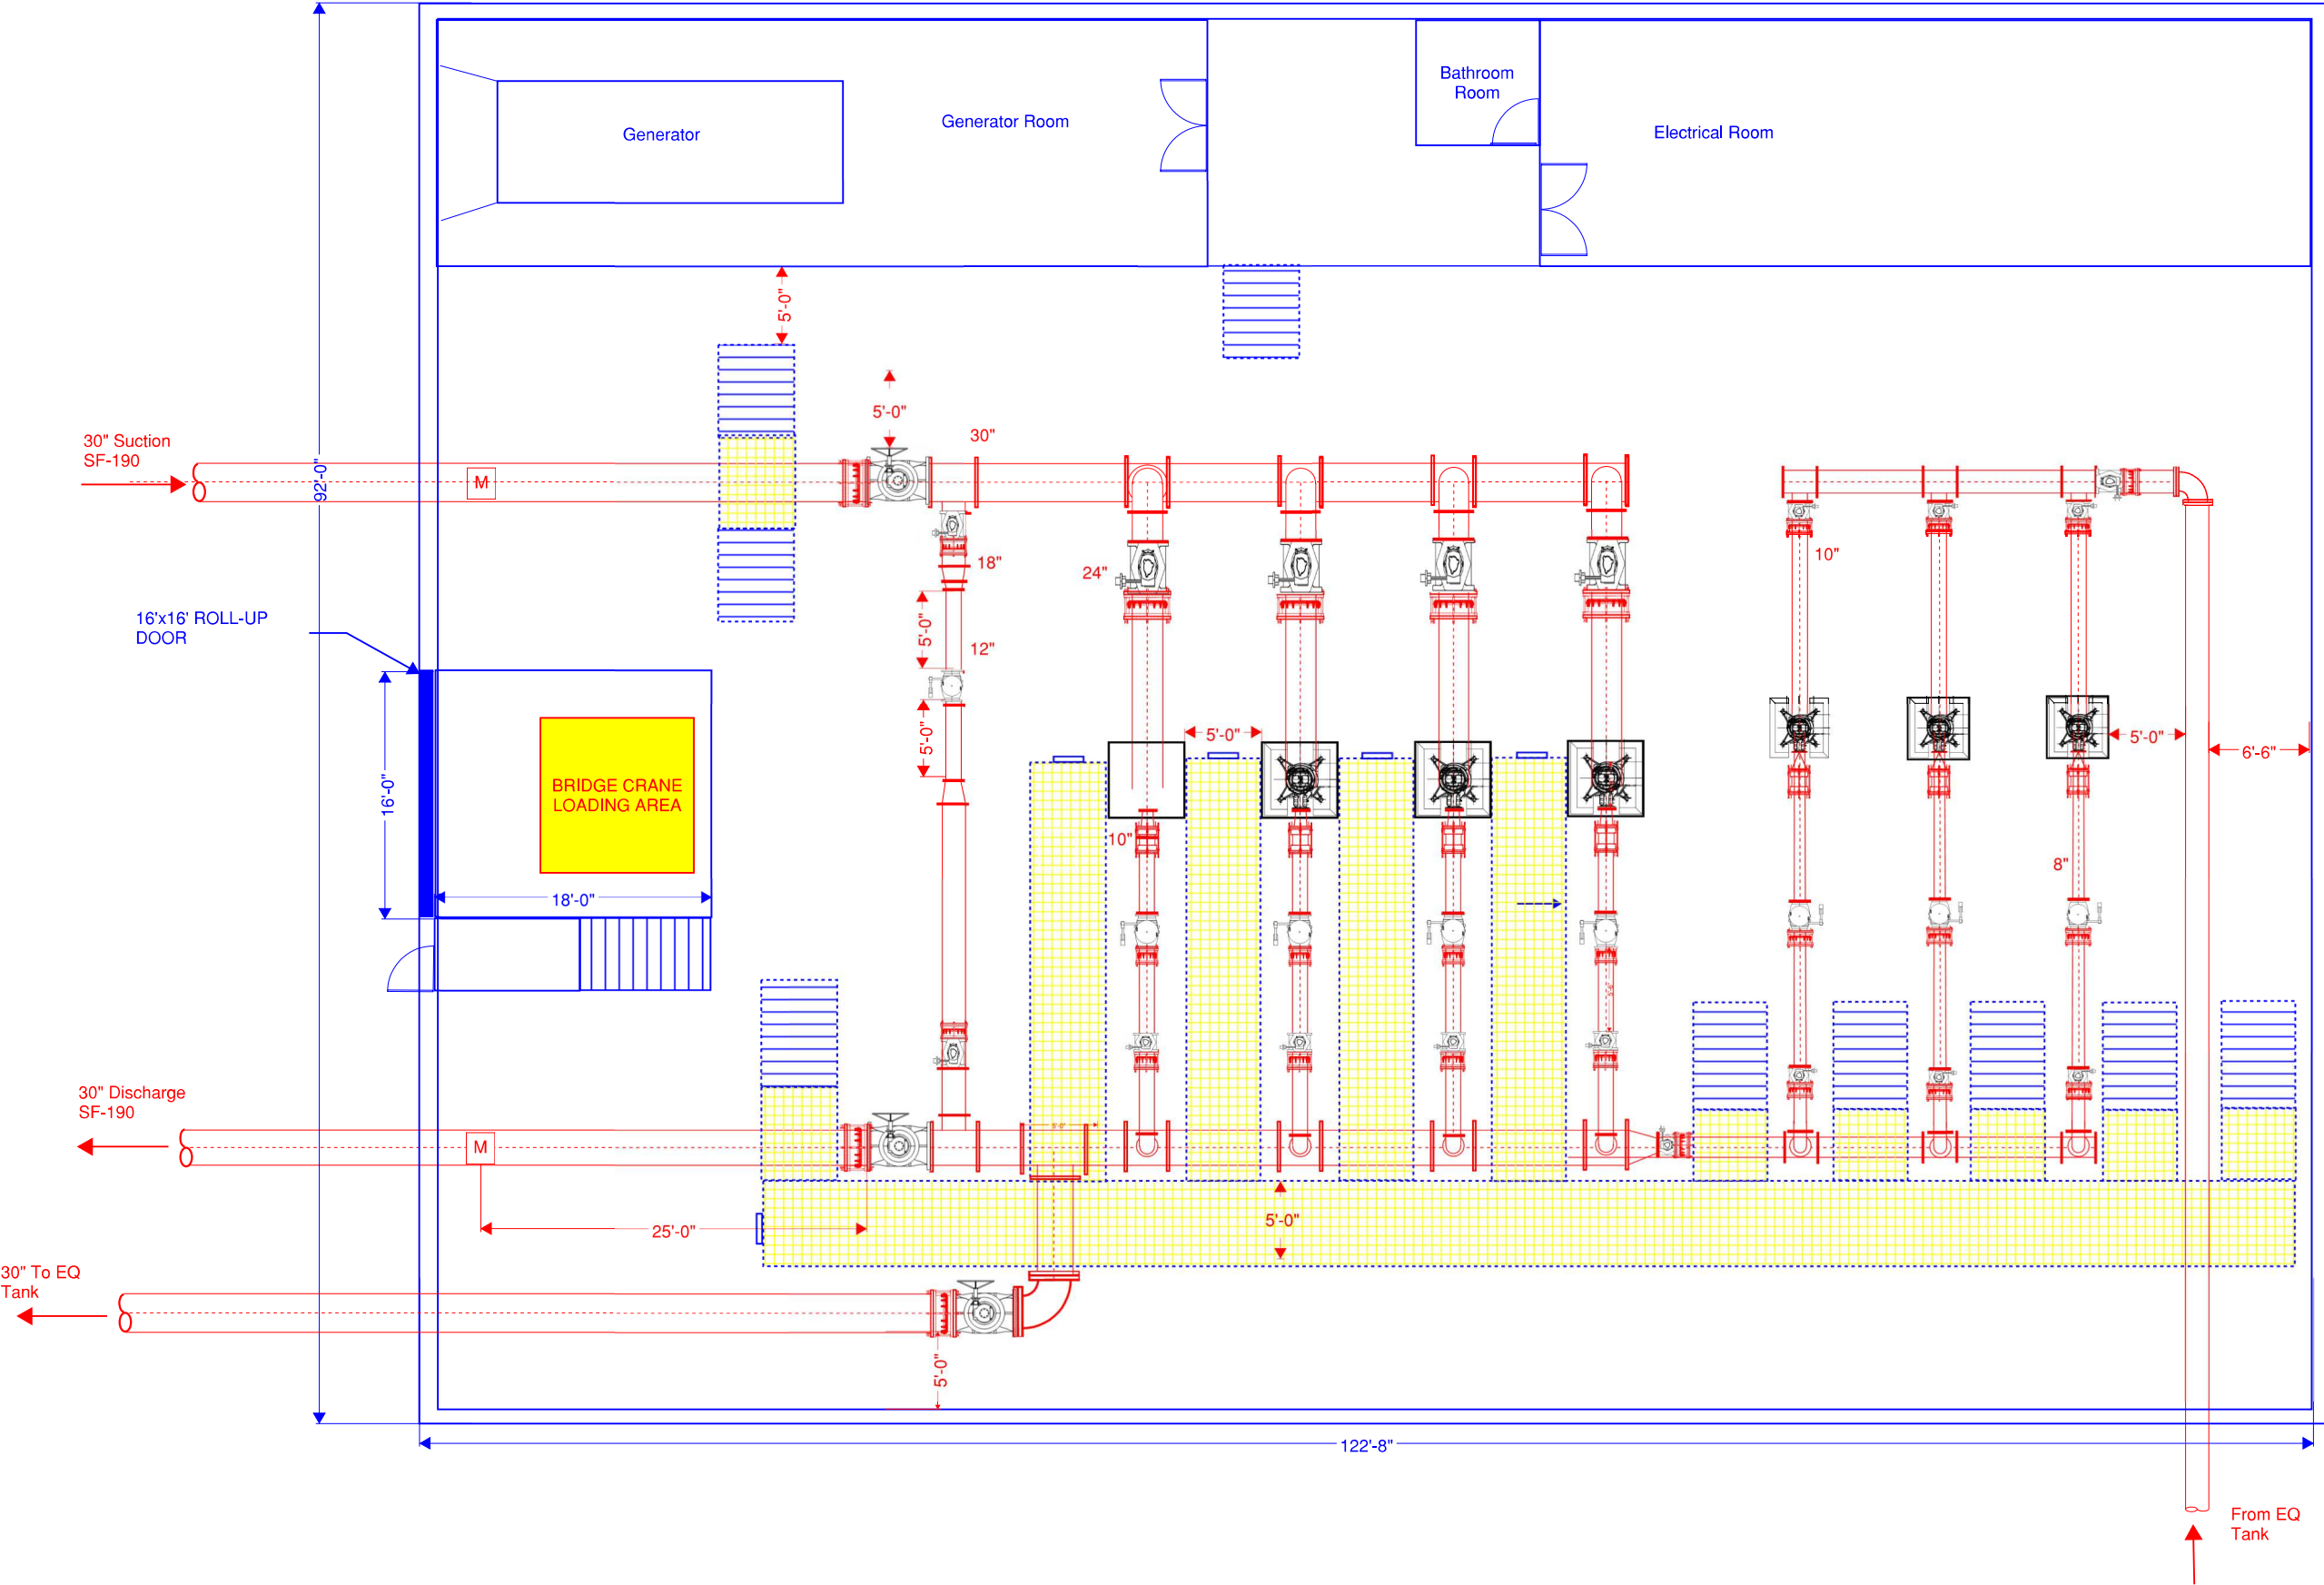 Bathroom
Room
Generator
Generator Room
Electrical Room
5'-0"
5'-0"
30"
30" Suction
SF-190
M
92'-0"
18"
24"
10"
16'x16' ROLL-UP
DOOR
5'-0"
12"
5'-0"
5'-0"
5'-0"
6'-6"
16'-0"
BRIDGE CRANE
LOADING AREA
10"
8"
18'-0"
30" Discharge
SF-190
M
5'-0"
25'-0"
5'-0"
30" To EQ
Tank
5'-0"
122'-8"
From EQ
Tank